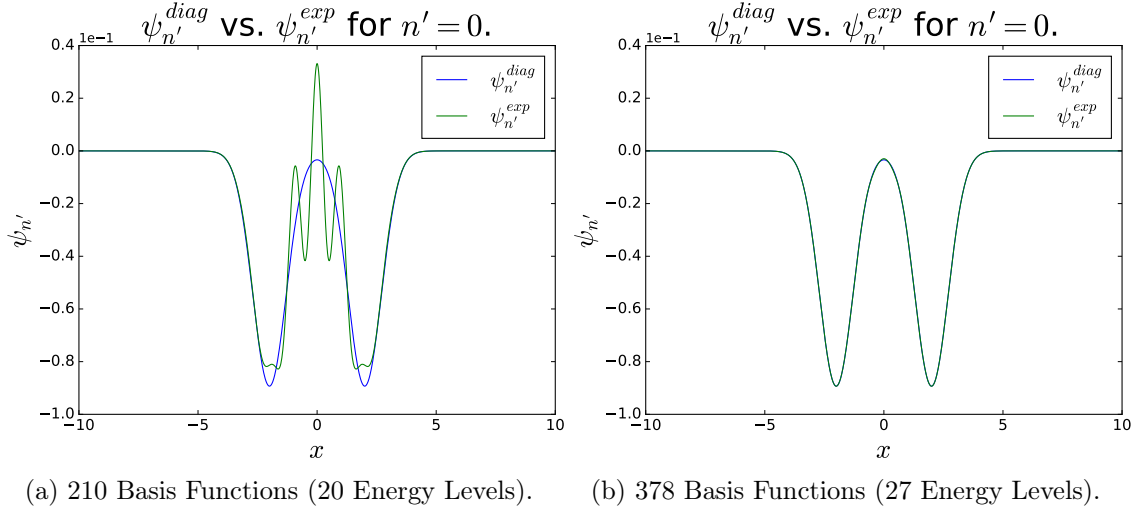 ψ_{n'}^{diag} vs. ψ_{n'}^{exp} for n' = 0.
1e−1
0.4
0.2
0.0
−0.2
−0.4
−0.6
−0.8
−1.0
ψ_{n'}
−10
−5
0
5
10
x
ψ_{n'}^{diag}
ψ_{n'}^{exp}
(a) 210 Basis Functions (20 Energy Levels).
ψ_{n'}^{diag} vs. ψ_{n'}^{exp} for n' = 0.
1e−1
0.4
0.2
0.0
−0.2
−0.4
−0.6
−0.8
−1.0
ψ_{n'}
−10
−5
0
5
10
x
ψ_{n'}^{diag}
ψ_{n'}^{exp}
(b) 378 Basis Functions (27 Energy Levels).